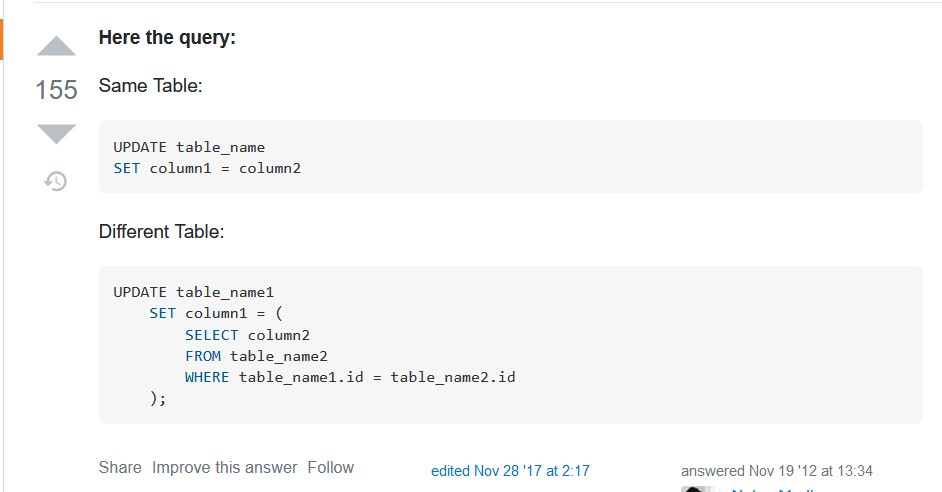 Here the query:
155
Same Table:
UPDATE table_name
SET column1 = column2
Different Table:
UPDATE table_name1
    SET column1 = (
        SELECT column2
        FROM table_name2
        WHERE table_name1.id = table_name2.id
    );
Share Improve this answer Follow
edited Nov 28 '17 at 2:17
answered Nov 19 '12 at 13:34